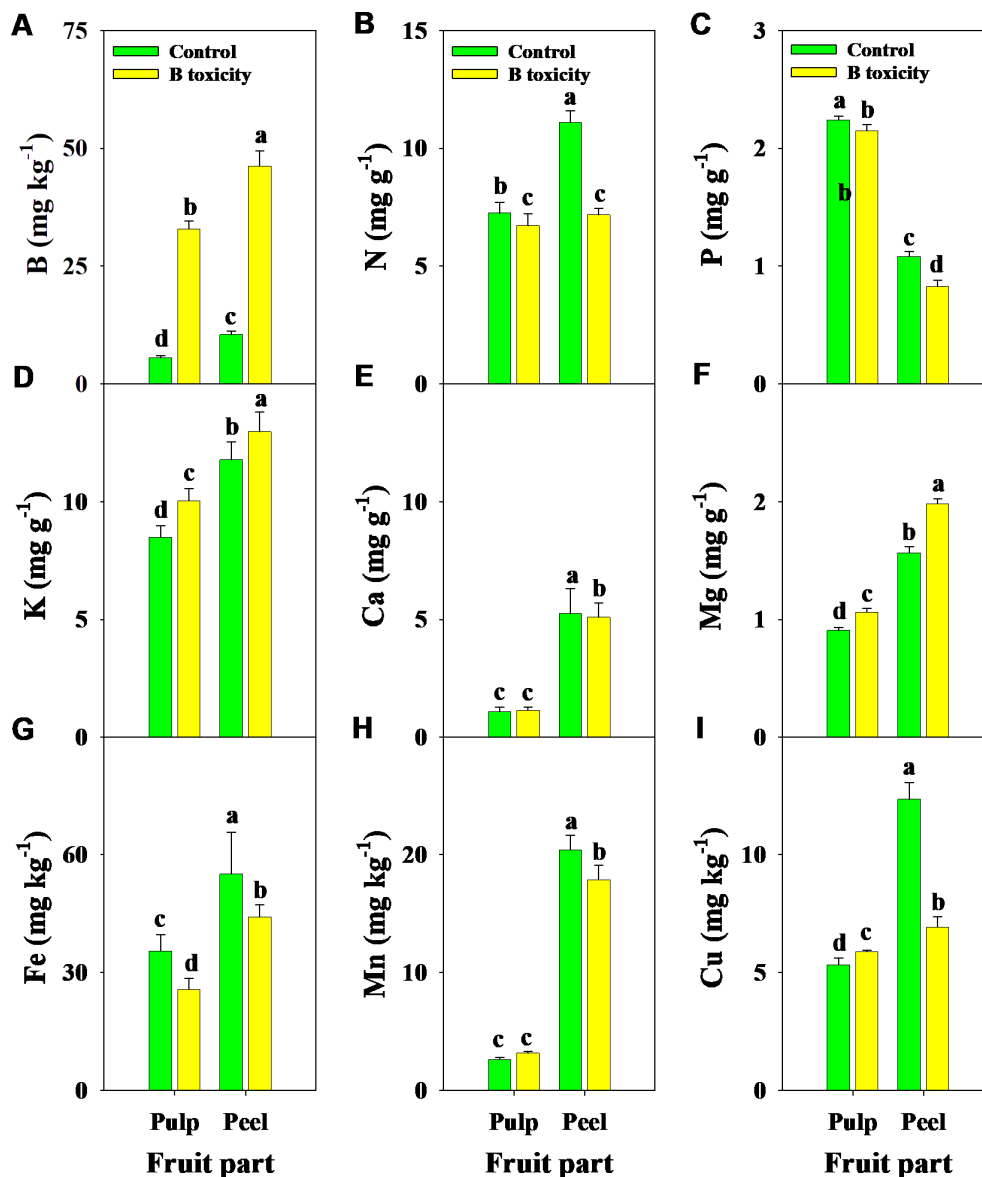 A
75
Control
B toxicity
a
50
b
25
d
c
0
B (mg kg⁻¹)
B
15
Control
B toxicity
a
10
b
c
c
5
0
N (mg g⁻¹)
C
3
Control
B toxicity
a
b
2
b
c
d
1
0
P (mg g⁻¹)
D
a
b
c
d
10
5
0
K (mg g⁻¹)
E
10
a
b
5
c
c
0
Ca (mg g⁻¹)
F
a
2
b
d
c
1
0
Mg (mg g⁻¹)
G
a
60
c
b
d
30
0
Fe (mg kg⁻¹)
Pulp
Peel
Fruit part
H
a
b
20
10
c
c
0
Mn (mg kg⁻¹)
Pulp
Peel
Fruit part
I
a
10
b
d
c
5
0
Cu (mg kg⁻¹)
Pulp
Peel
Fruit part